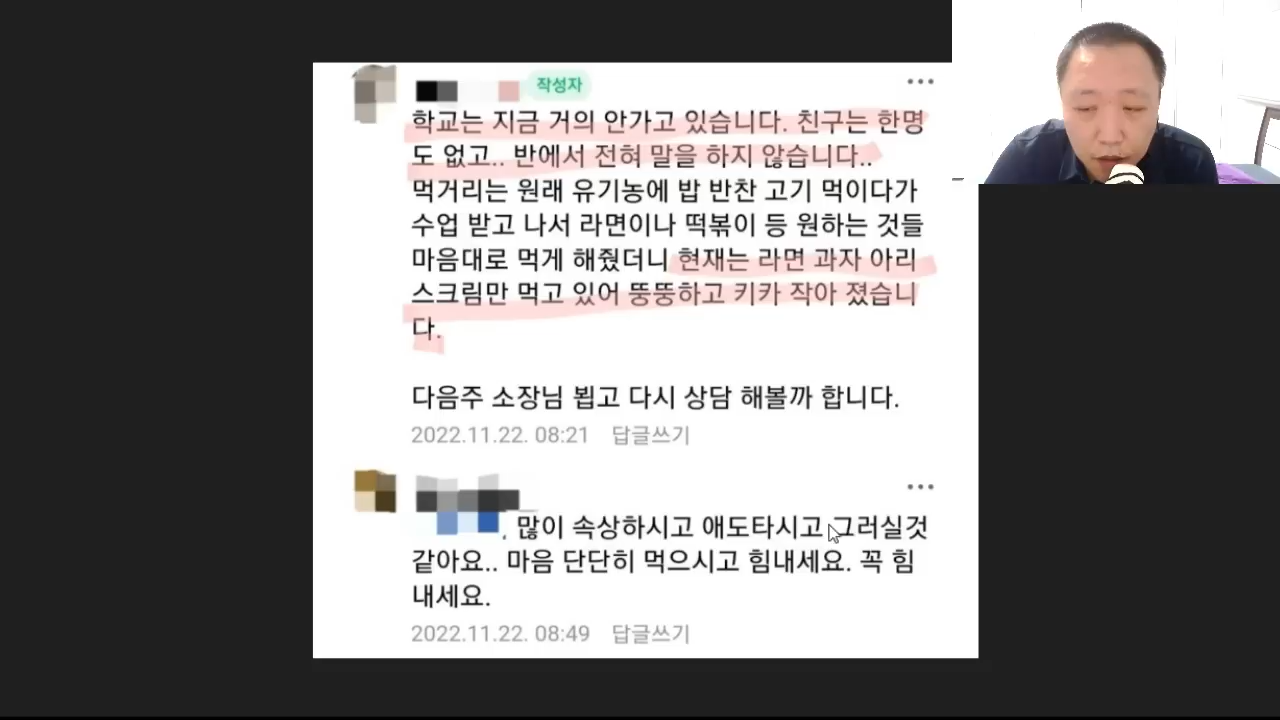 작성자
학교는 지금 거의 안가고 있습니다. 친구는 한명
도 없고.. 반에서 전혀 말을 하지 않습니다..
먹거리는 원래 유기농에 밥 반찬 고기 먹이다가
수업 받고 나서 라면이나 떡볶이 등 원하는 것들
마음대로 먹게 해줬더니 현재는 라면 과자 아리
스크림만 먹고 있어 뚱뚱하고 키카 작아 졌습니
다.
다음주 소장님 뵙고 다시 상담 해볼까 합니다.
2022.11.22. 08:21 답글쓰기
, 많이 속상하시고 애도타시고 그러실것
같아요.. 마음 단단히 먹으시고 힘내세요. 꼭 힘
내세요.
2022.11.22. 08:49 답글쓰기